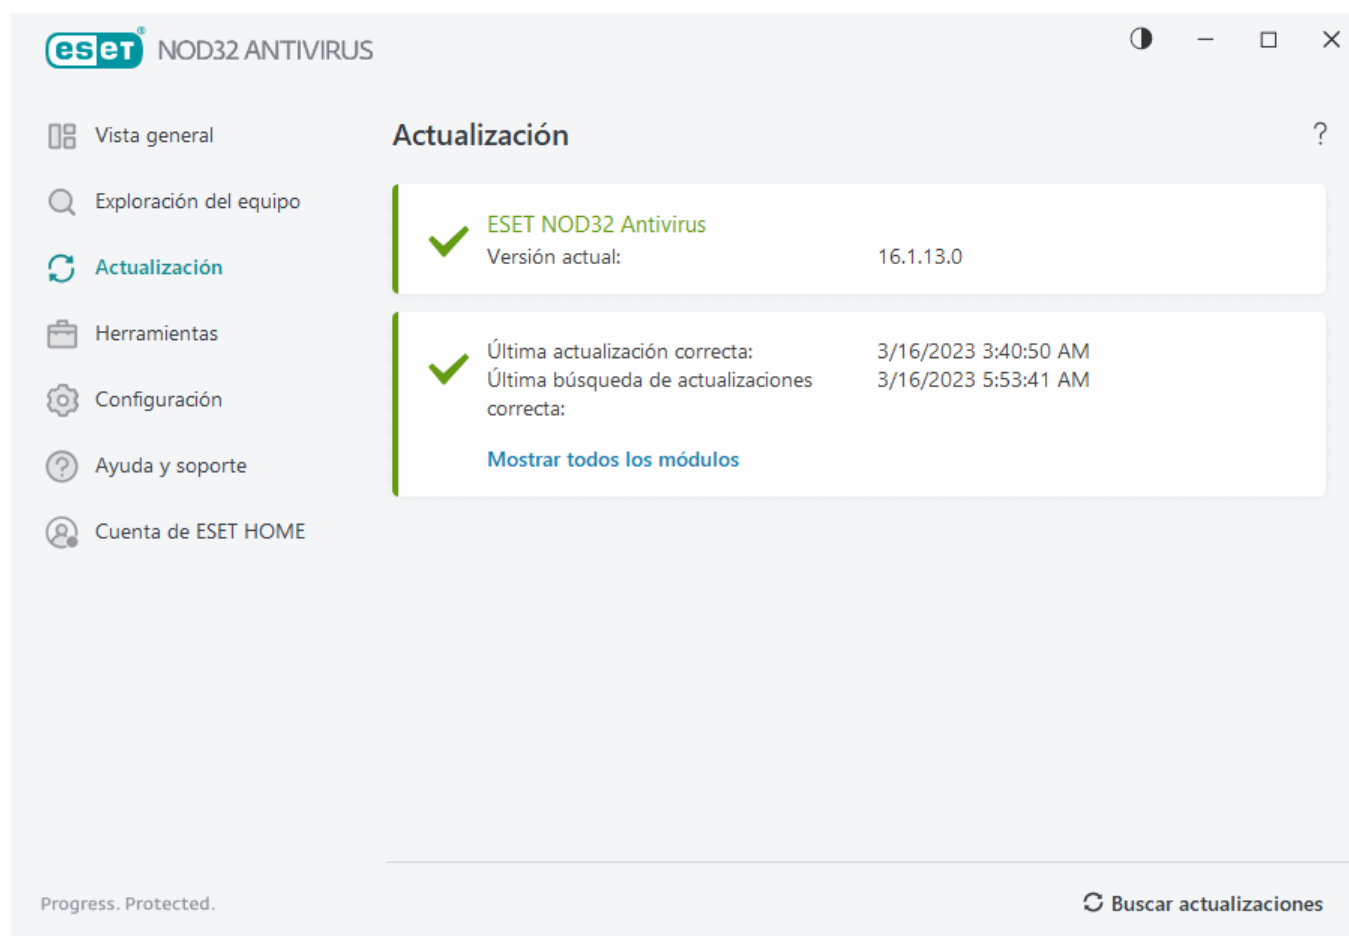 eset® NOD32 ANTIVIRUS
Vista general
Exploración del equipo
Actualización
Herramientas
Configuración
Ayuda y soporte
Cuenta de ESET HOME
Actualización
?
ESET NOD32 Antivirus
Versión actual: 16.1.13.0
Última actualización correcta: 3/16/2023 3:40:50 AM
Última búsqueda de actualizaciones 3/16/2023 5:53:41 AM
correcta:
Mostrar todos los módulos
Progress. Protected.
Buscar actualizaciones